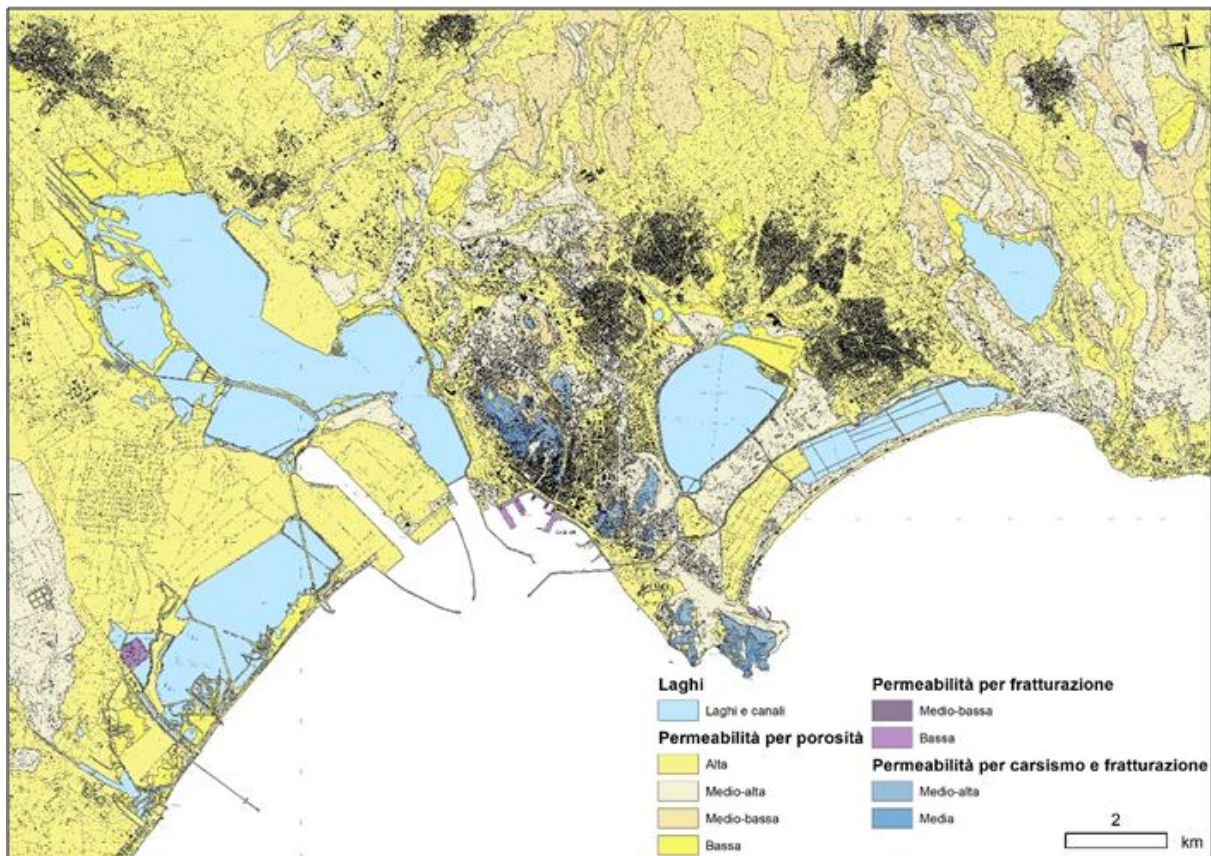 N
Laghi
Laghi e canali
Permeabilità per porosità
Alta
Medio-alta
Medio-bassa
Bassa
Permeabilità per fratturazione
Medio-bassa
Bassa
Permeabilità per carsismo e fratturazione
Medio-alta
Media
2
km